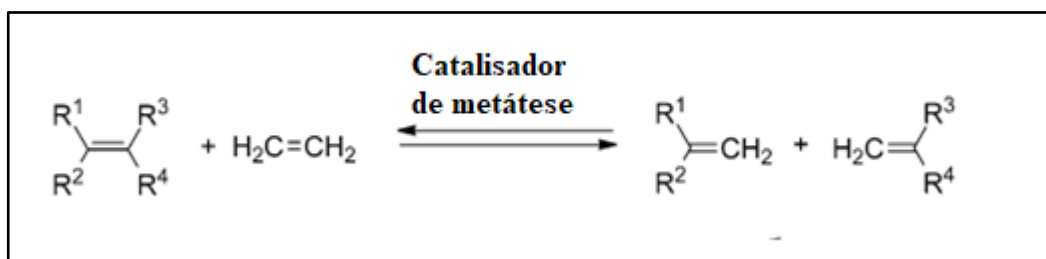 Catalisador
de metátese
R¹ R³ + H₂C=CH₂ R¹ =CH₂ + H₂C= R³
R² R⁴ R² R⁴